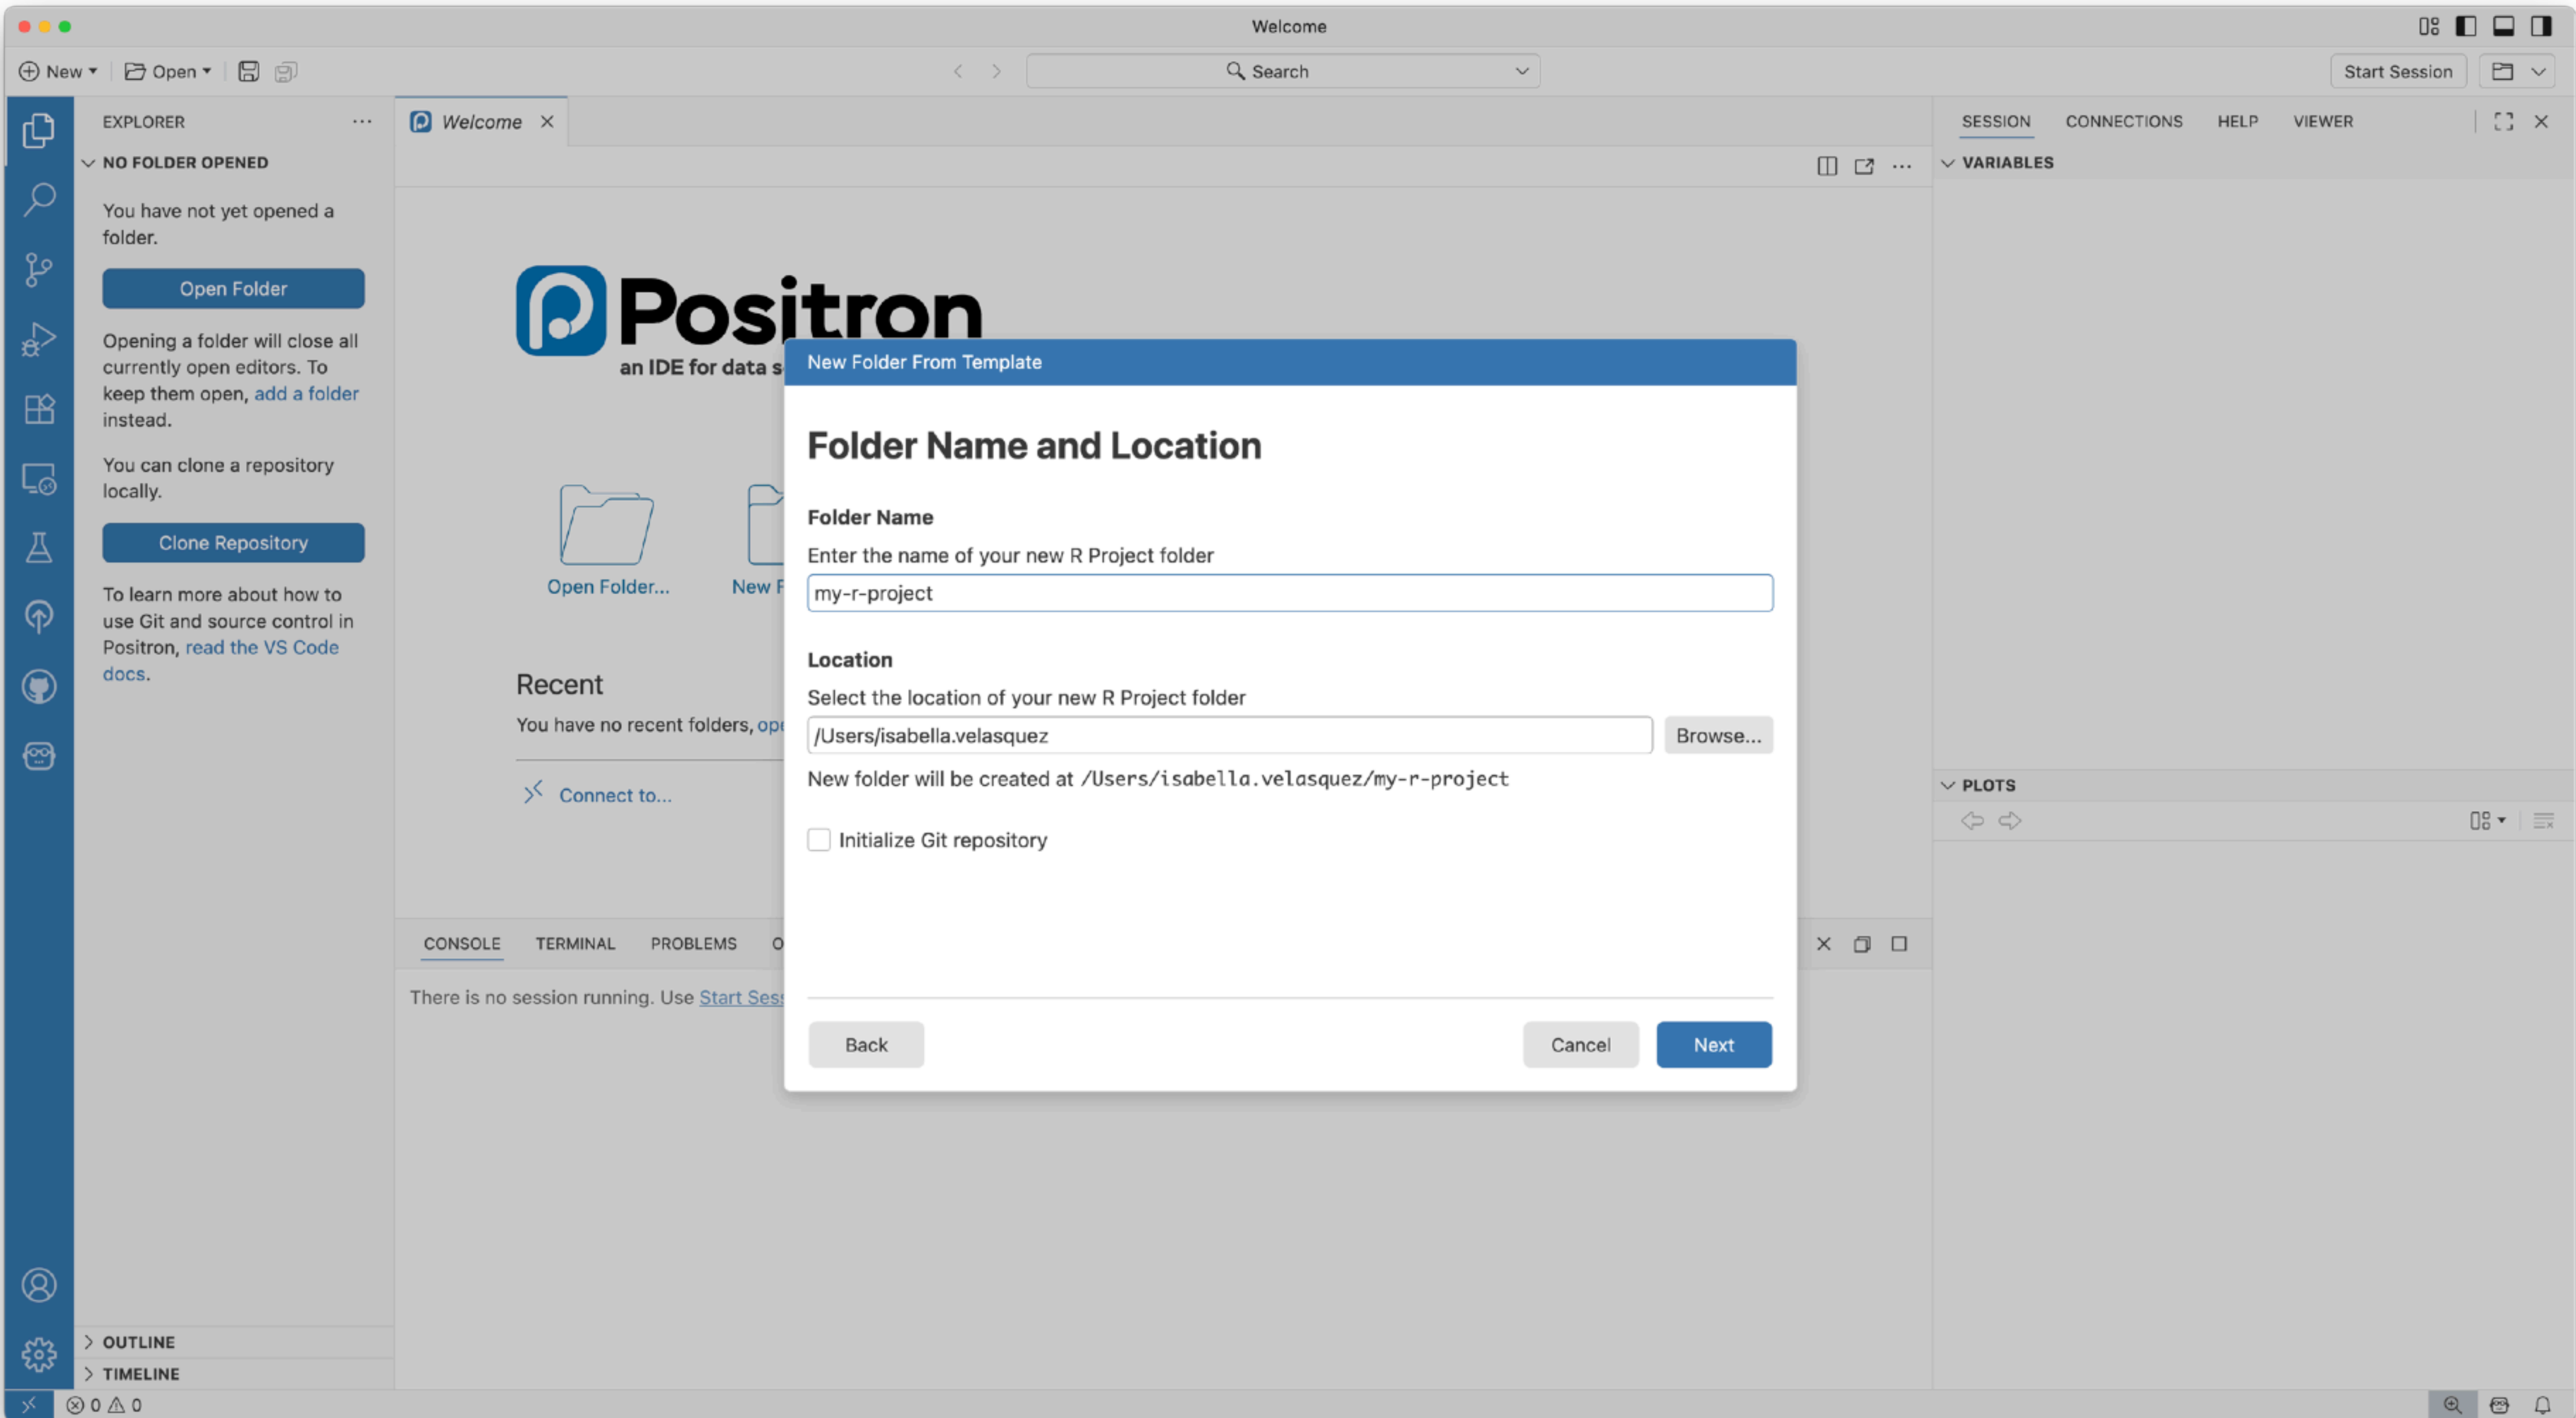 Welcome
New
Open
Search
Start Session
EXPLORER
NO FOLDER OPENED
You have not yet opened a
folder.
Open Folder
Opening a folder will close all
currently open editors. To
keep them open, add a folder
instead.
You can clone a repository
locally.
Clone Repository
To learn more about how to
use Git and source control in
Positron, read the VS Code
docs.
OUTLINE
TIMELINE
Welcome
Positron
an IDE for data
Open Folder...
New
Recent
You have no recent folders,
Connect to...
New Folder From Template
Folder Name and Location
Folder Name
Enter the name of your new R Project folder
my-r-project
Location
Select the location of your new R Project folder
/Users/isabella.velasquez
Browse...
New folder will be created at /Users/isabella.velasquez/my-r-project
Initialize Git repository
Back
Cancel
Next
CONSOLE
TERMINAL
PROBLEMS
There is no session running. Use Start
SESSION
CONNECTIONS
HELP
VIEWER
VARIABLES
PLOTS
0
0